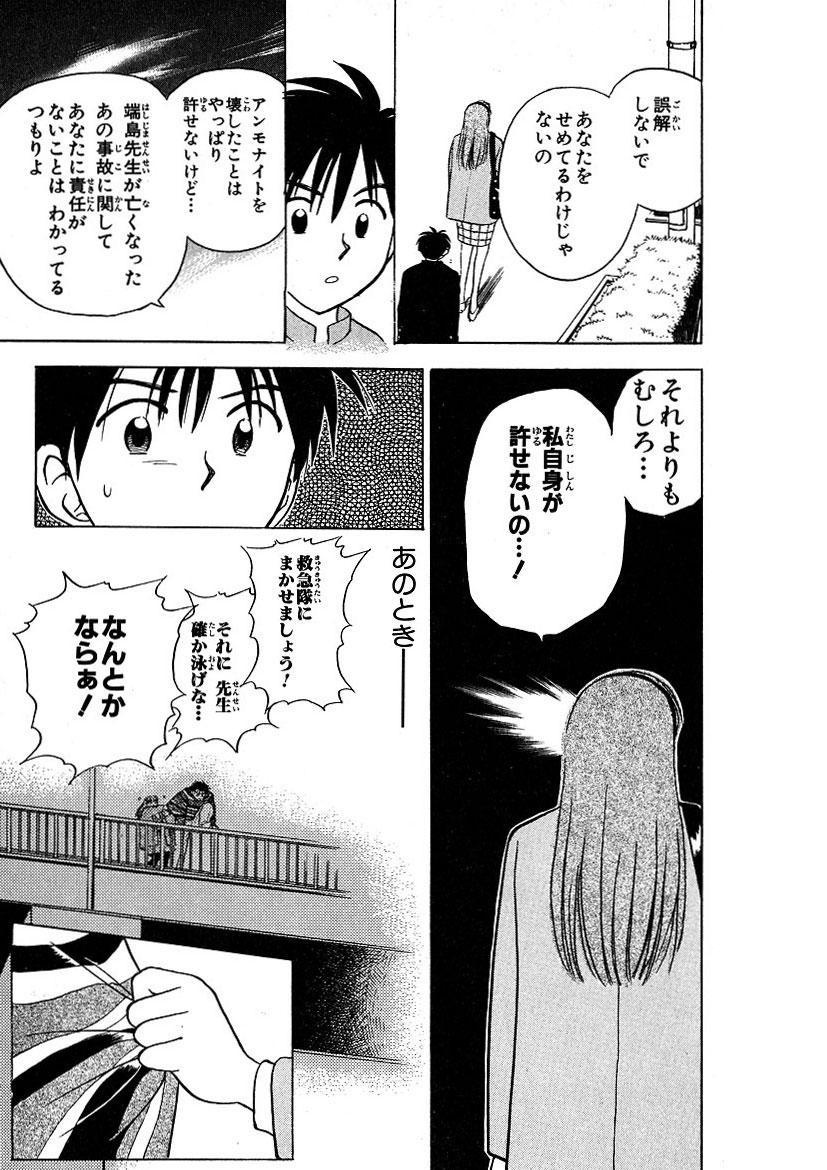 誤解
しないで
あなたを
せめてるわけじゃ
ないの
アンモナイトを
壊したことは
やっぱり
許せないけど…
端島先生が亡くなった
あの事故に関して
あなたに責任が
ないことは わかってる
つもりよ
それよりも
むしろ…
私自身が
許せないの…！
あのとき――
救急隊に
まかせましょう！
それに 先生
確か泳げな…
なんとか
ならぁ！